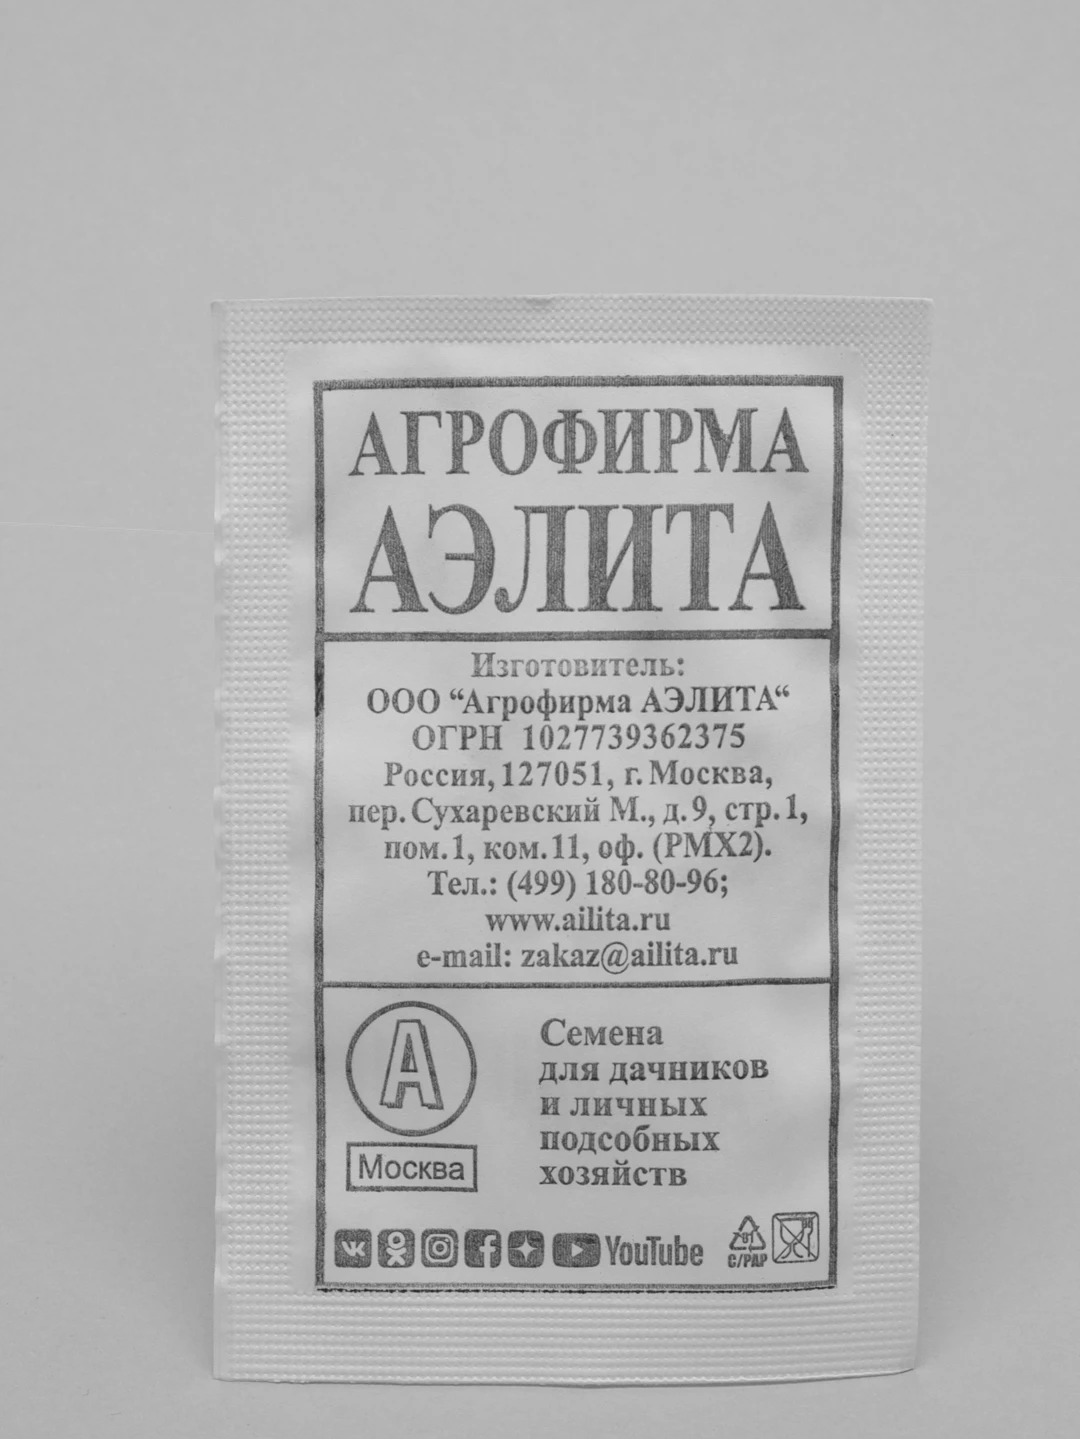 АГРОФИРМА
АЭЛИТА
Изготовитель:
ООО “Агрофирма АЭЛИТА“
ОГРН 1027739362375
Россия, 127051, г. Москва,
пер. Сухаревский М., д. 9, стр. 1,
пом. 1, ком. 11, оф. (РМХ2).
Тел.: (499) 180-80-96;
www.ailita.ru
e-mail: zakaz@ailita.ru
А
Москва
Семена
для дачников
и личных
подсобных
хозяйств
YouTube
81
C/PAP